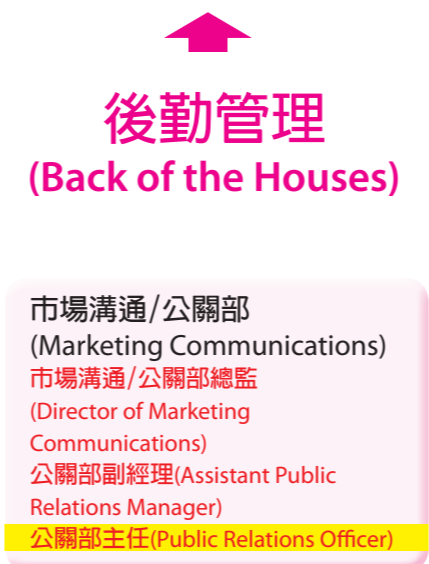 後勤管理
(Back of the Houses)
市場溝通/公關部
(Marketing Communications)
市場溝通/公關部總監
(Director of Marketing
Communications)
公關部副經理(Assistant Public
Relations Manager)
公關部主任(Public Relations Officer)